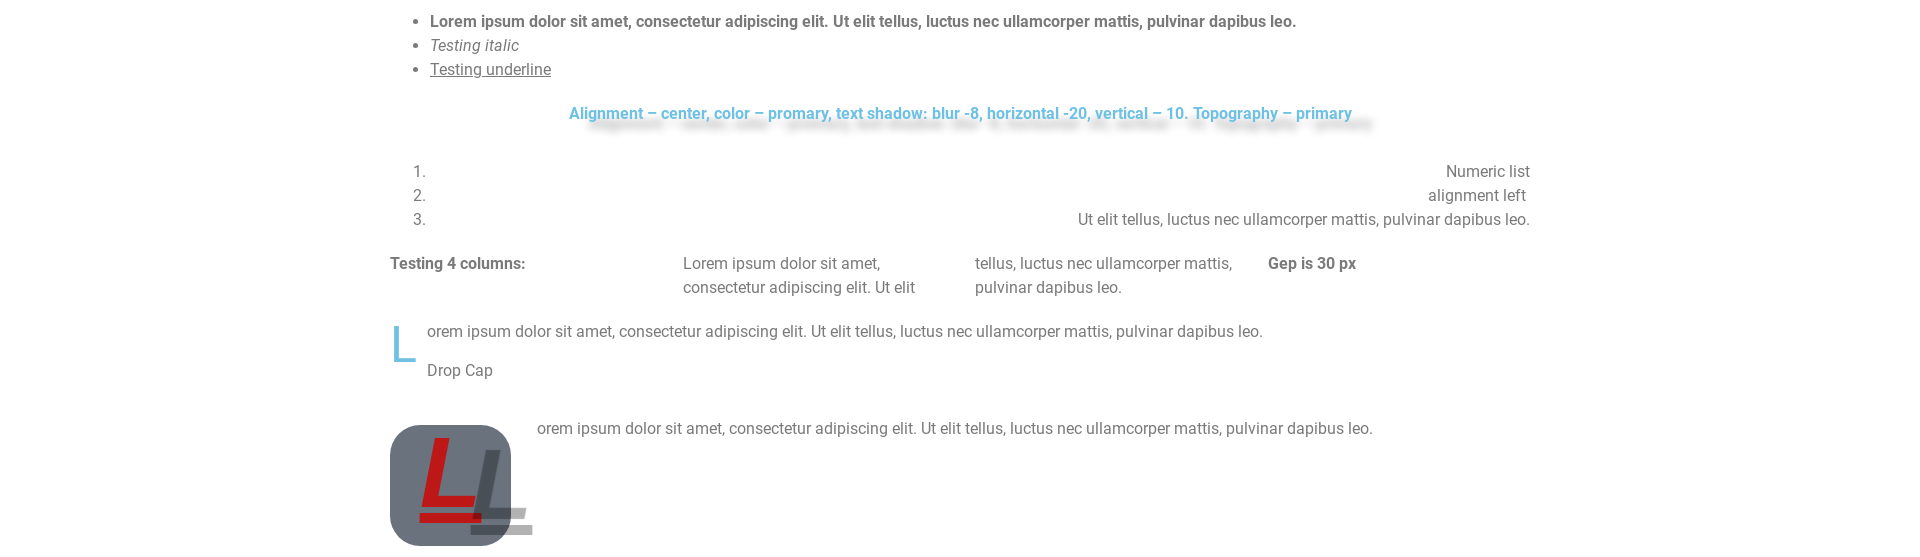 • Lorem ipsum dolor sit amet, consectetur adipiscing elit. Ut elit tellus, luctus nec ullamcorper mattis, pulvinar dapibus leo.
• Testing italic
• Testing underline
Alignment – center, color – promary, text shadow: blur -8, horizontal -20, vertical – 10. Topography – primary
1. Numeric list
2. alignment left
3. Ut elit tellus, luctus nec ullamcorper mattis, pulvinar dapibus leo.
Testing 4 columns:
Lorem ipsum dolor sit amet,
consectetur adipiscing elit. Ut elit
tellus, luctus nec ullamcorper mattis,
pulvinar dapibus leo.
Gep is 30 px
Lorem ipsum dolor sit amet, consectetur adipiscing elit. Ut elit tellus, luctus nec ullamcorper mattis, pulvinar dapibus leo.
Drop Cap
Lorem ipsum dolor sit amet, consectetur adipiscing elit. Ut elit tellus, luctus nec ullamcorper mattis, pulvinar dapibus leo.